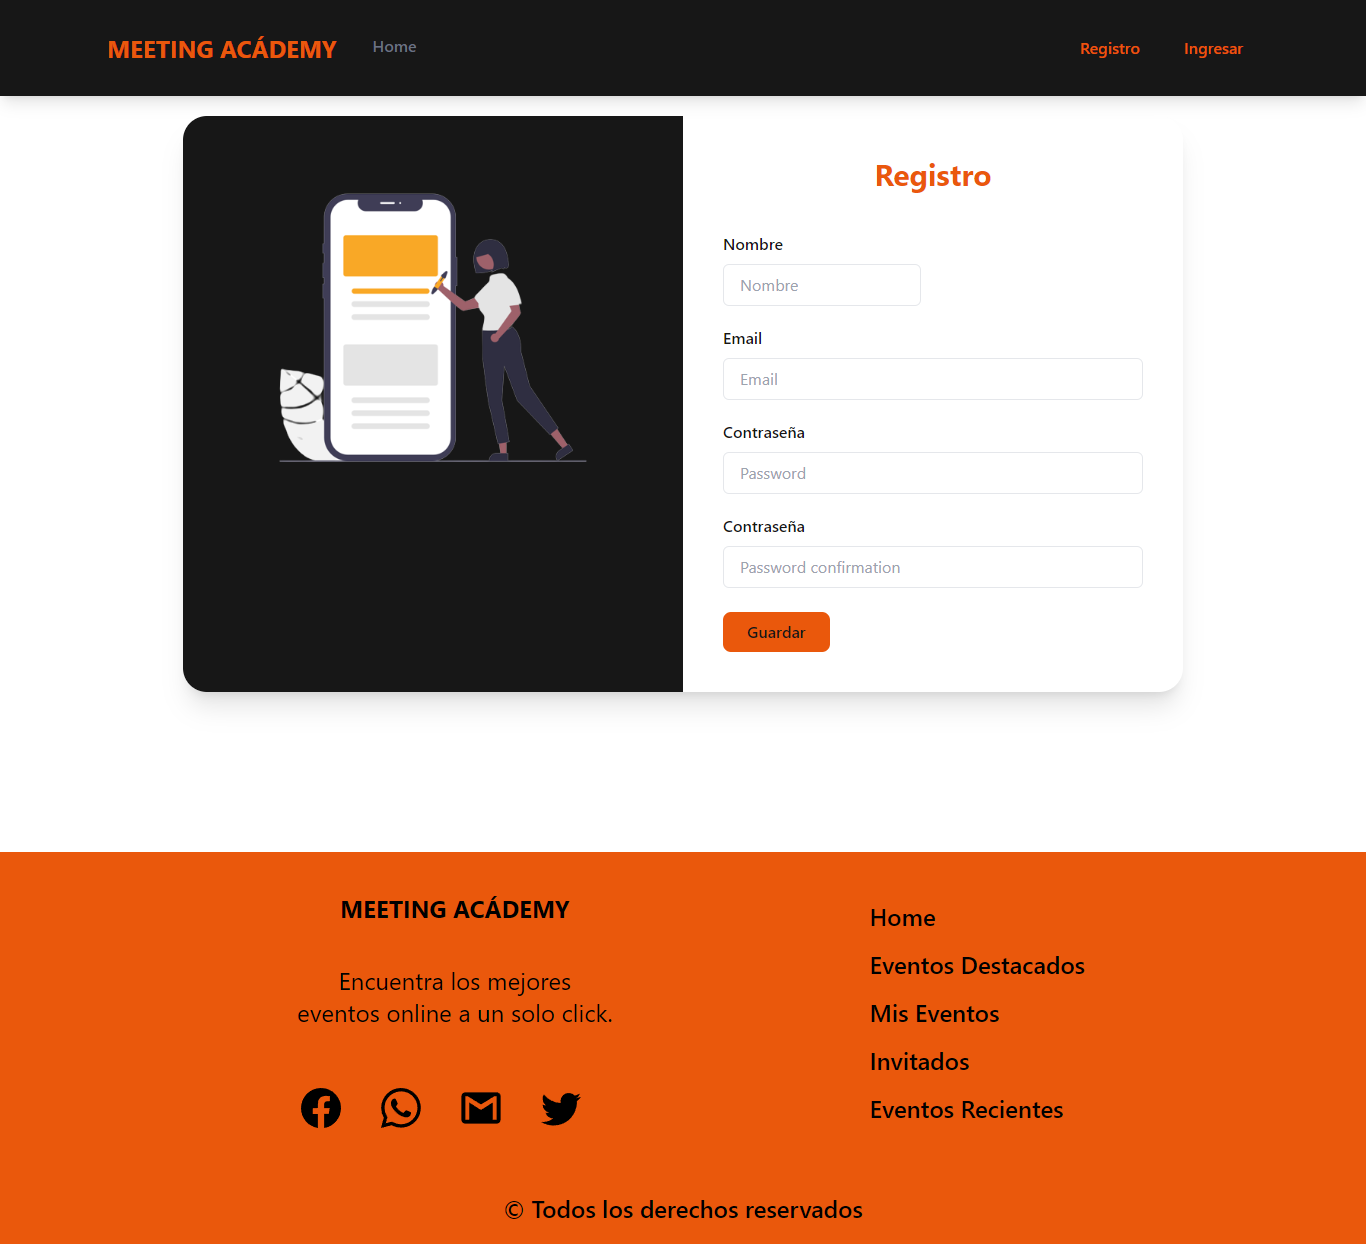 MEETING ACÁDEMY
Home
Registro
Ingresar
Registro
Nombre
Nombre
Email
Email
Contraseña
Password
Contraseña
Password confirmation
Guardar
MEETING ACÁDEMY
Encuentra los mejores
eventos online a un solo click.
Home
Eventos Destacados
Mis Eventos
Invitados
Eventos Recientes
© Todos los derechos reservados